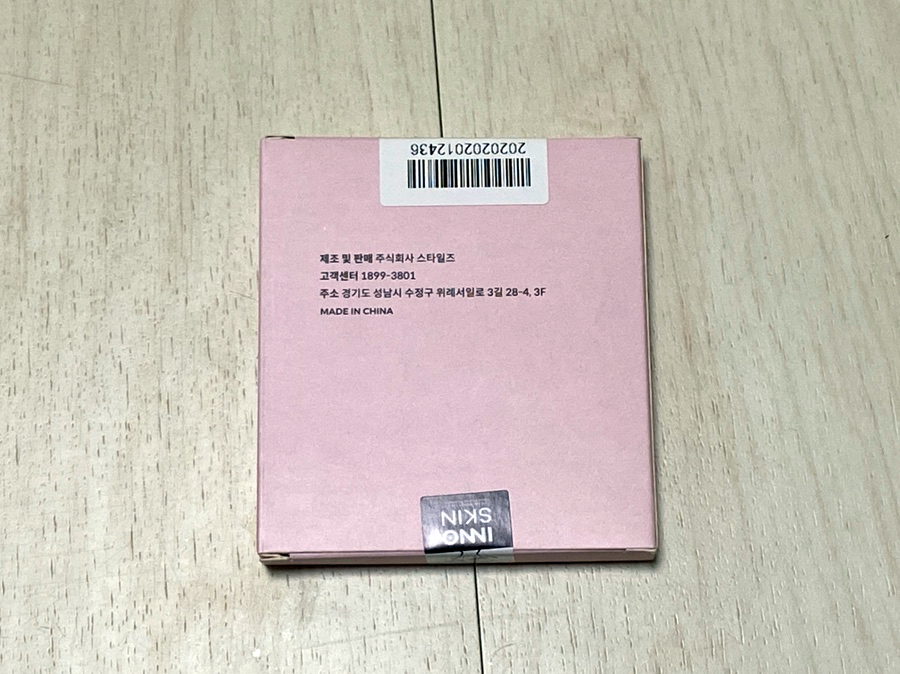 2020202012436
제조 및 판매 주식회사 스타일즈
고객센터 1899-3801
주소 경기도 성남시 수정구 위례서일로 3길 28-4, 3F
MADE IN CHINA
INNO
SKIN